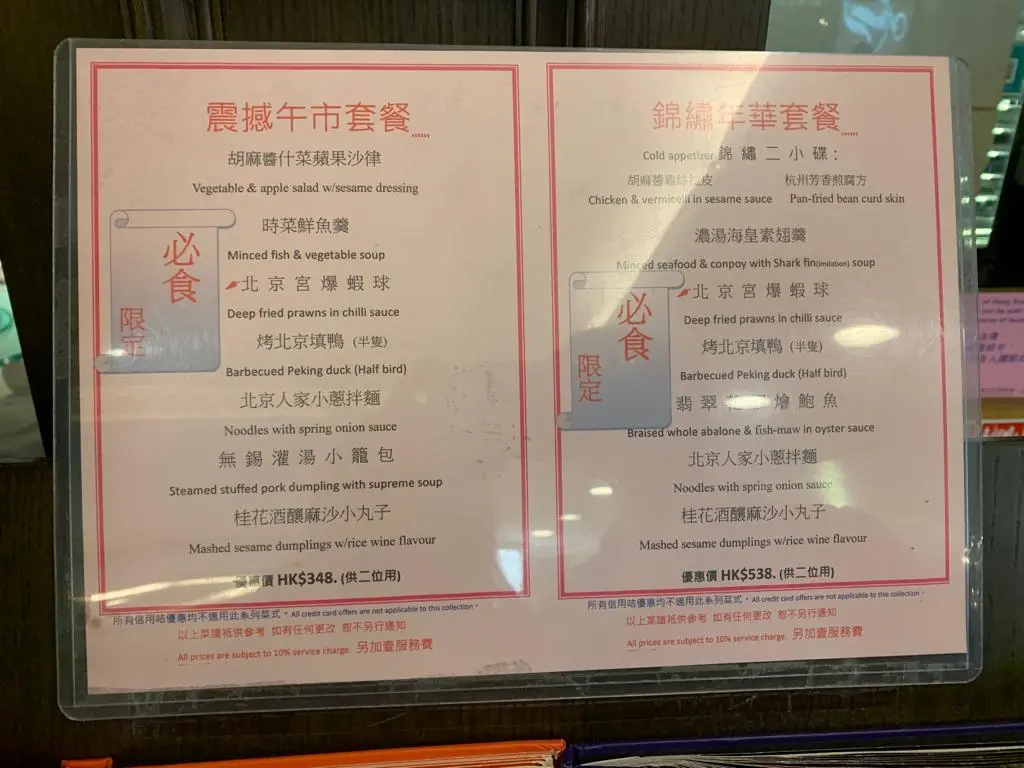 震撼午市套餐
胡麻醬什菜蘋果沙律
Vegetable & apple salad w/sesame dressing
時菜鮮魚羹
Minced fish & vegetable soup
必食
限定
北京宮爆蝦球
Deep fried prawns in chilli sauce
烤北京填鴨 (半隻)
Barbecued Peking duck (Half bird)
北京人家小蔥拌麵
Noodles with spring onion sauce
無錫灌湯小籠包
Steamed stuffed pork dumpling with supreme soup
桂花酒釀麻沙小丸子
Mashed sesame dumplings w/rice wine flavour
優惠價 HK$348. (供二位用)
所有信用咭優惠均不適用此系列菜式。All credit card offers are not applicable to this collection。
以上菜譜祇供參考 如有任何更改 恕不另行通知
All prices are subject to 10% service charge. 另加壹服務費
錦繡年華套餐
Cold appetizer 錦繡二小碟：
胡麻醬雞絲拉皮 杭州芳香煎腐方
Chicken & vermicelli in sesame sauce Pan-fried bean curd skin
濃湯海皇素翅羹
Minced seafood & conpoy with Shark fin(imitation) soup
必食
限定
北京宮爆蝦球
Deep fried prawns in chilli sauce
烤北京填鴨 (半隻)
Barbecued Peking duck (Half bird)
翡翠 燴鮑魚
Braised whole abalone & fish-maw in oyster sauce
北京人家小蔥拌麵
Noodles with spring onion sauce
桂花酒釀麻沙小丸子
Mashed sesame dumplings w/rice wine flavour
優惠價 HK$538. (供二位用)
所有信用咭優惠均不適用此系列菜式。All credit card offers are not applicable to this collection。
以上菜譜祇供參考 如有任何更改 恕不另行通知
All prices are subject to 10% service charge. 另加壹服務費